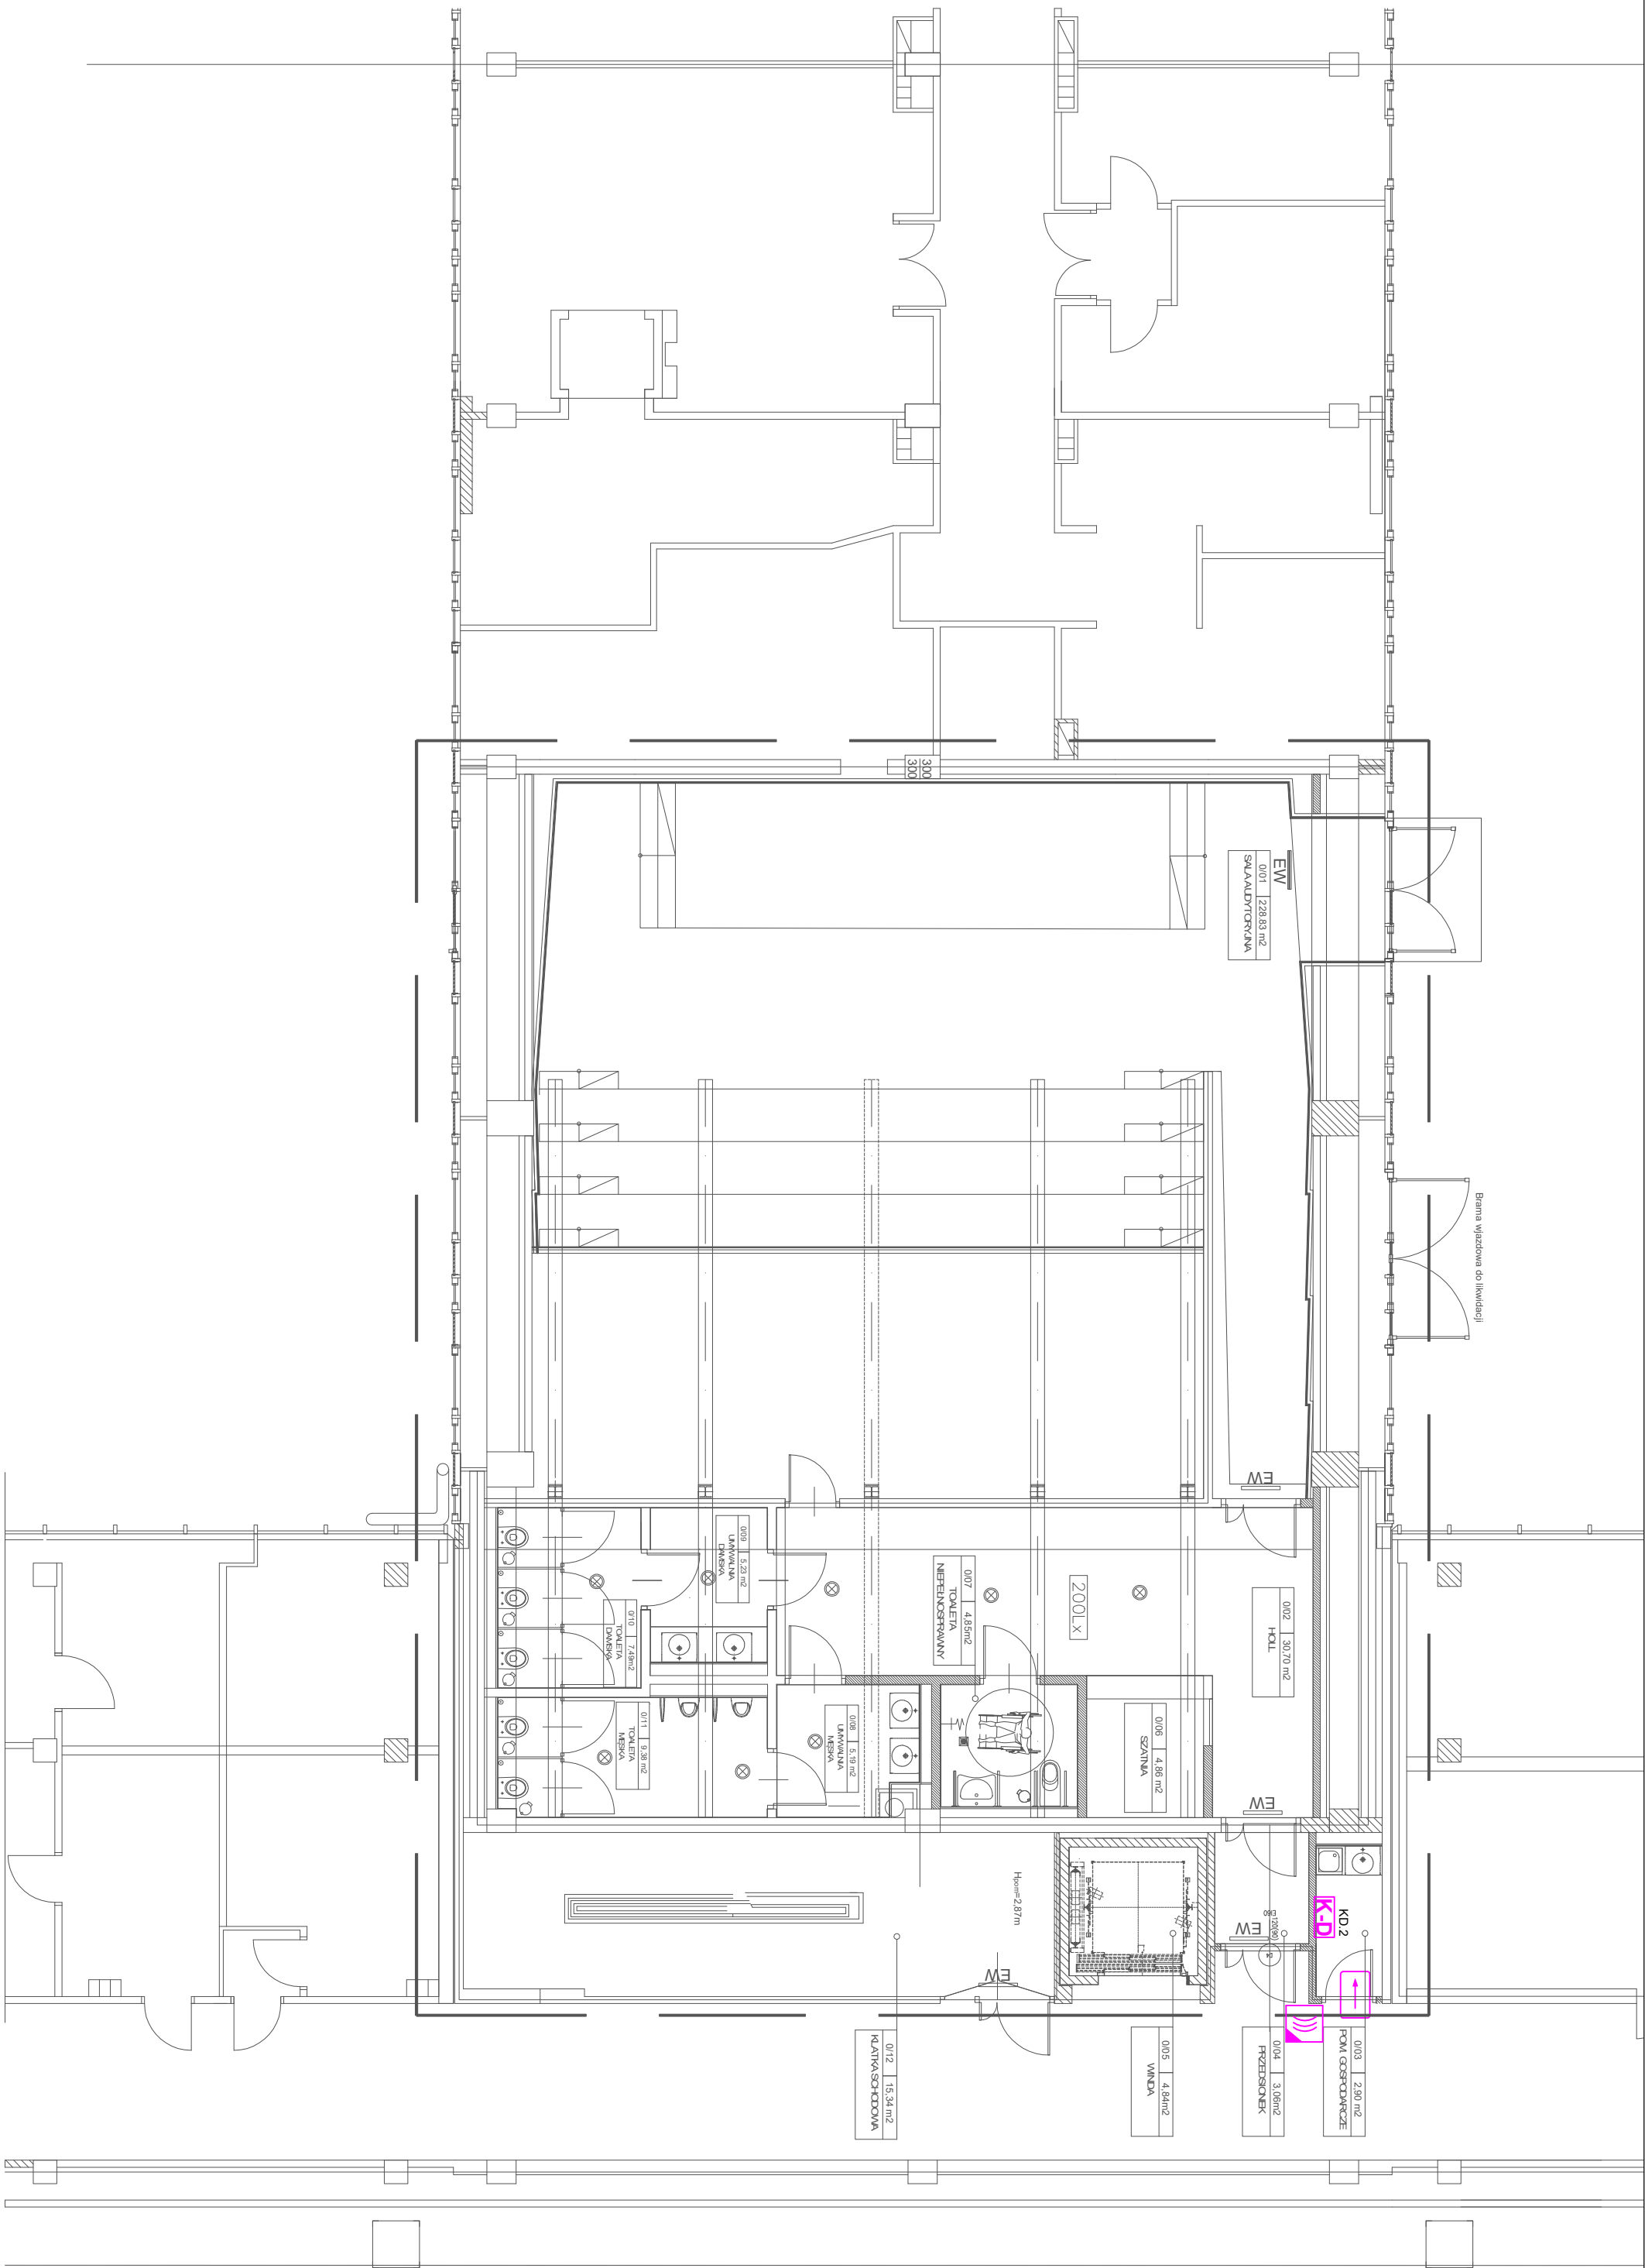 300
300
EW
0/01 228.83 m2
SALA AUDYTORYJNA
Brama wjazdowa do likwidacji
EW
0/02 30,70 m2
HOLL
200LX
0/07 4,85m2
TOALETA
NIEPEŁNOSPRAWNY
0/09 5,23 m2
UMYWALNIA
DAMSKA
0/10 7,49m2
TOALETA
DAMSKA
0/11 9,38 m2
TOALETA
MĘSKA
0/08 5,19 m2
UMYWALNIA
MĘSKA
0/06 4,86 m2
SZATNIA
EW
Hpom=2,87m
KD.2
K-D
EW
EW
0/03 2,90 m2
POM. GOSPODARCZE
0/04 3,06m2
PRZEDSIONEK
0/05 4,84m2
WINDA
0/12 15,34 m2
KLATKA SCHODOWA